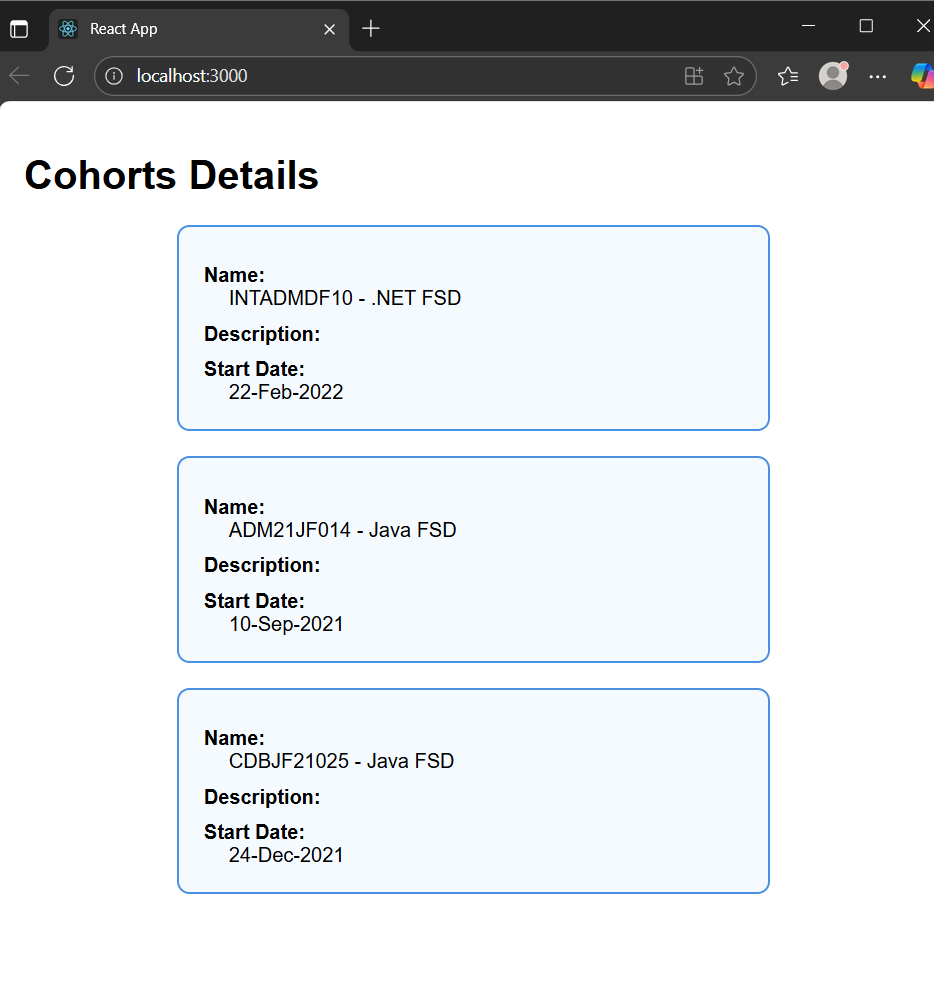 React App
localhost:3000
Cohorts Details
Name:
INTADMDF10 - .NET FSD
Description:
Start Date:
22-Feb-2022
Name:
ADM21JF014 - Java FSD
Description:
Start Date:
10-Sep-2021
Name:
CDBJF21025 - Java FSD
Description:
Start Date:
24-Dec-2021